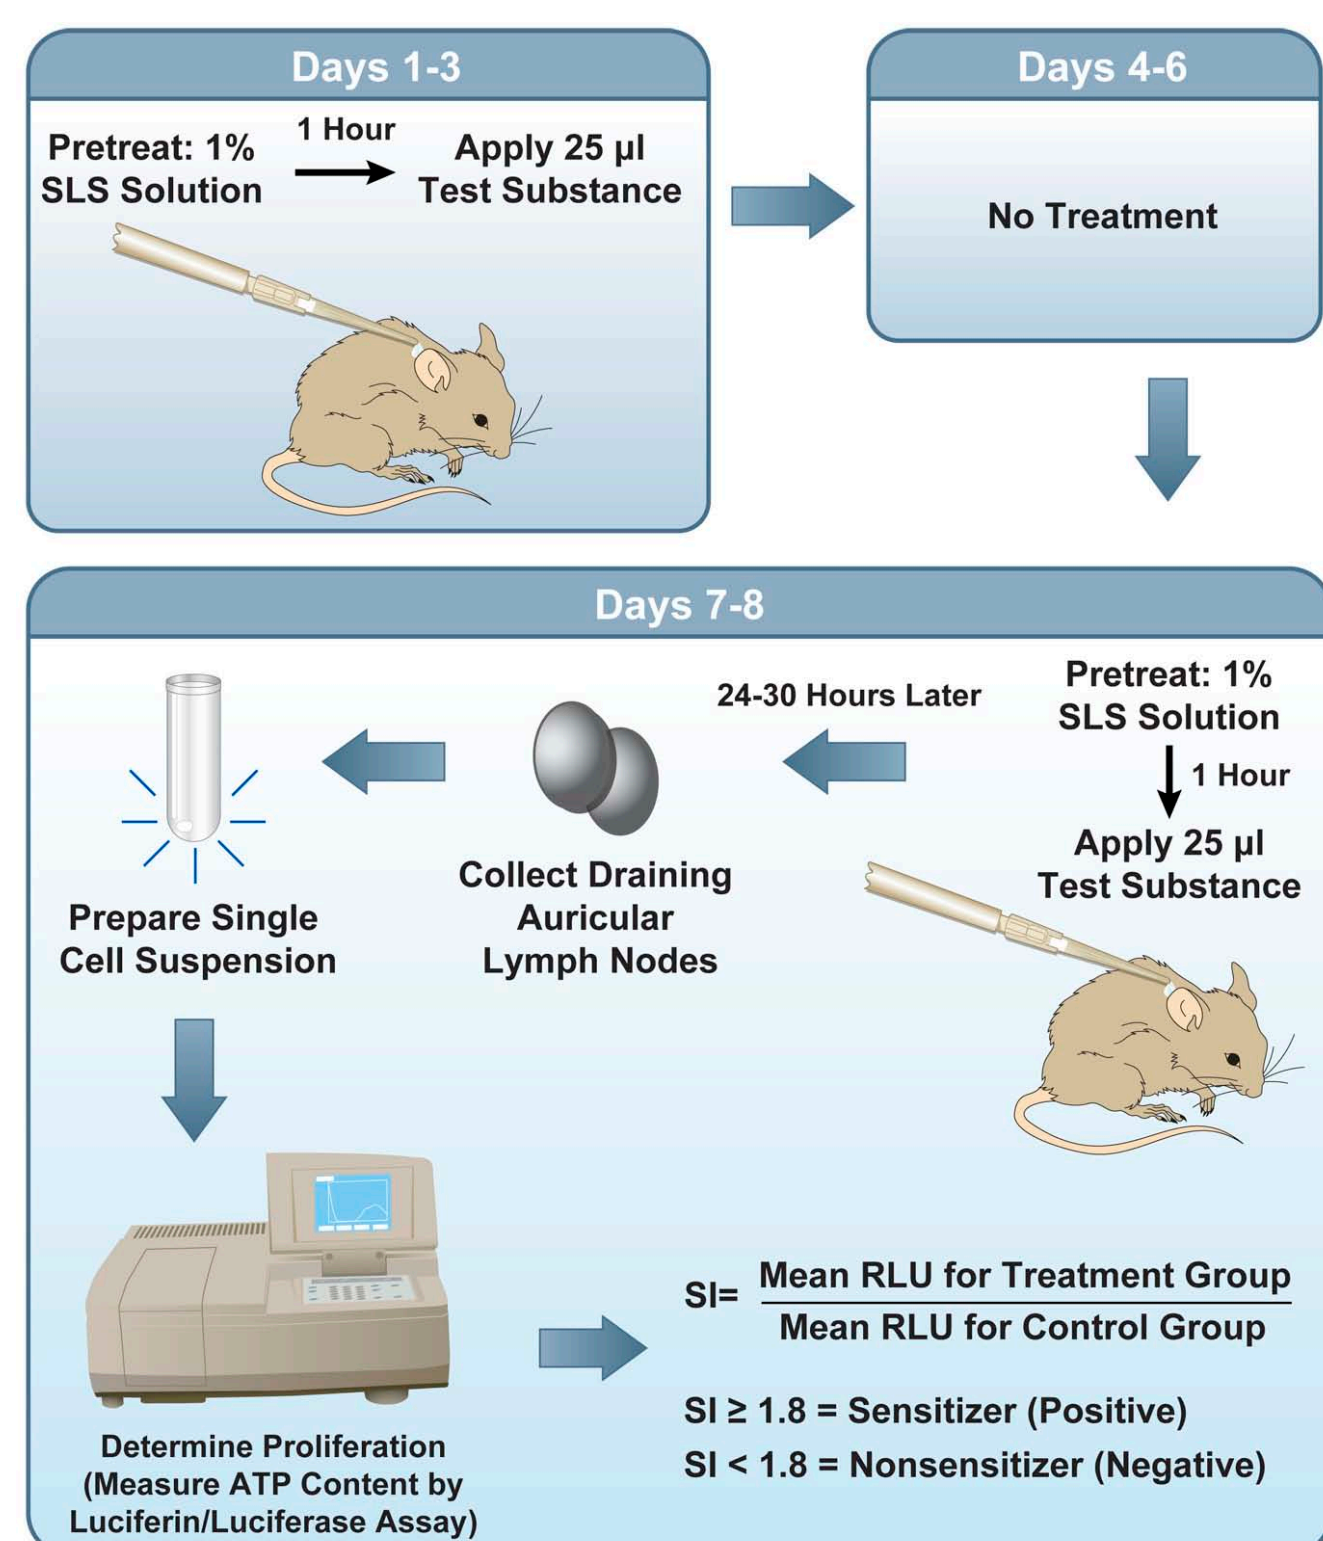 Days 1-3
Pretreat: 1%
SLS Solution
1 Hour
Apply 25 µl
Test Substance
Days 4-6
No Treatment
Days 7-8
Pretreat: 1%
SLS Solution
1 Hour
Apply 25 µl
Test Substance
24-30 Hours Later
Collect Draining
Auricular
Lymph Nodes
Prepare Single
Cell Suspension
Determine Proliferation
(Measure ATP Content by
Luciferin/Luciferase Assay)
SI= Mean RLU for Treatment Group
Mean RLU for Control Group
SI ≥ 1.8 = Sensitizer (Positive)
SI < 1.8 = Nonsensitizer (Negative)